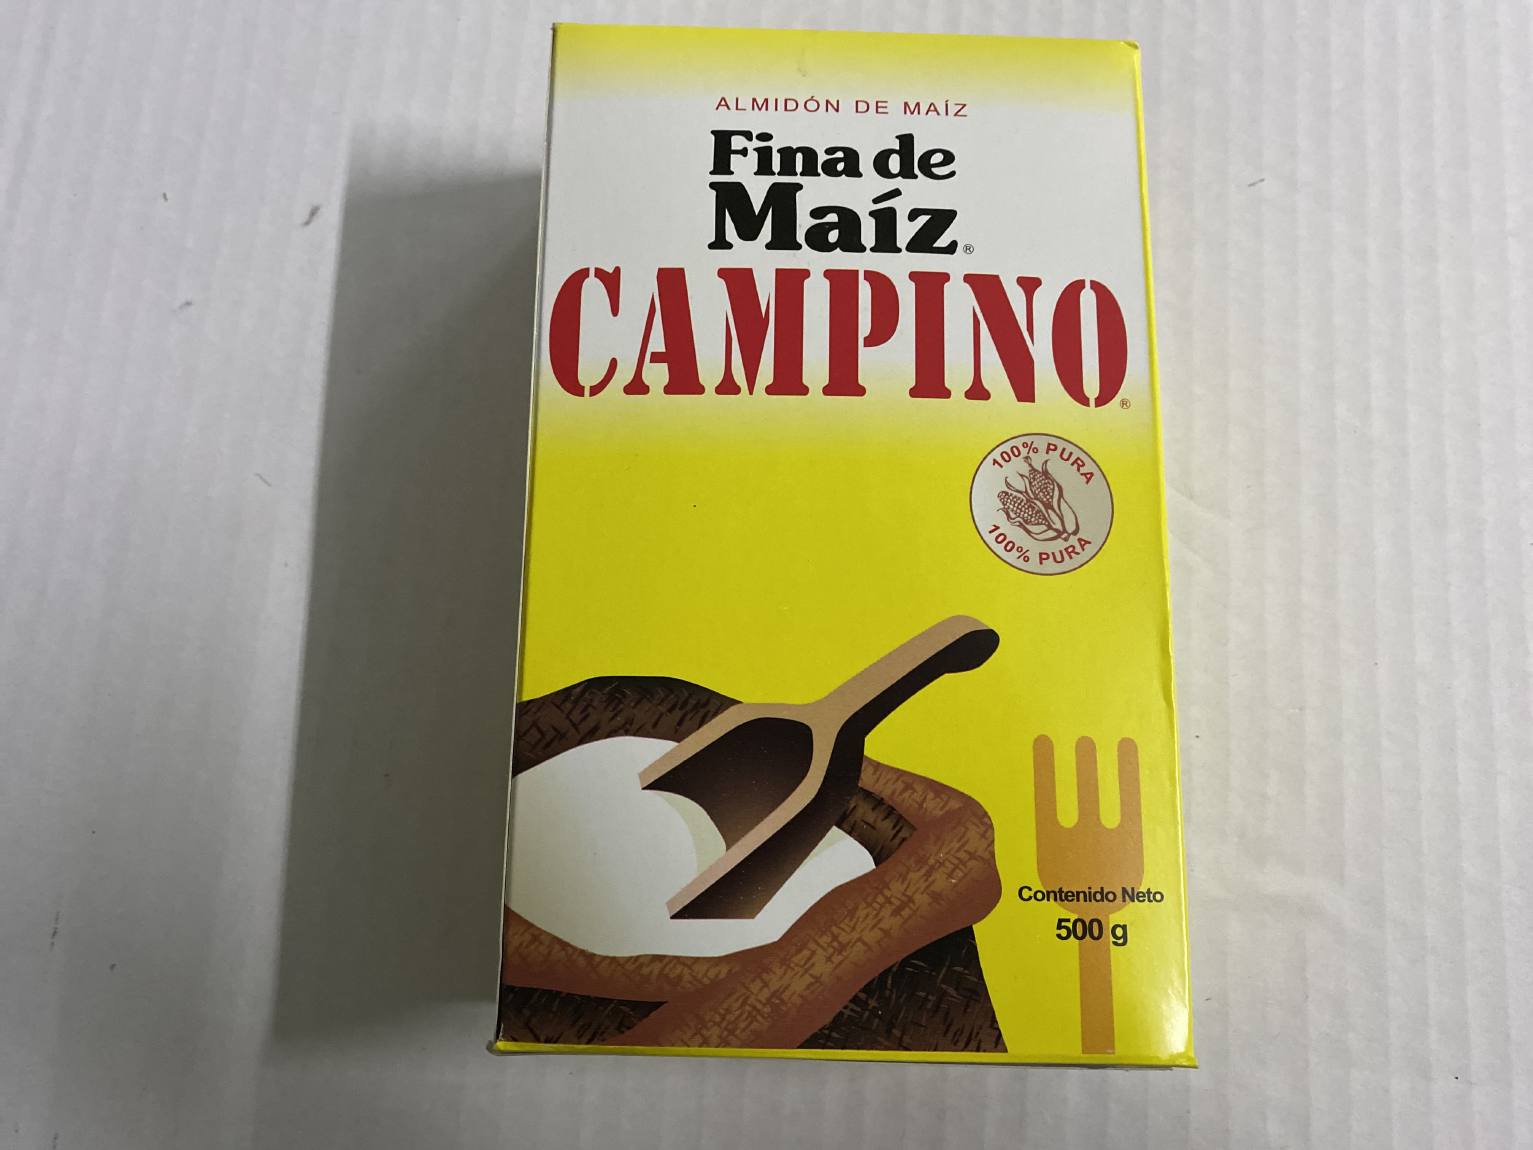 ALMIDÓN DE MAÍZ
Fina de
Maíz®
CAMPINO®
100% PURA
100% PURA
Contenido Neto
500 g